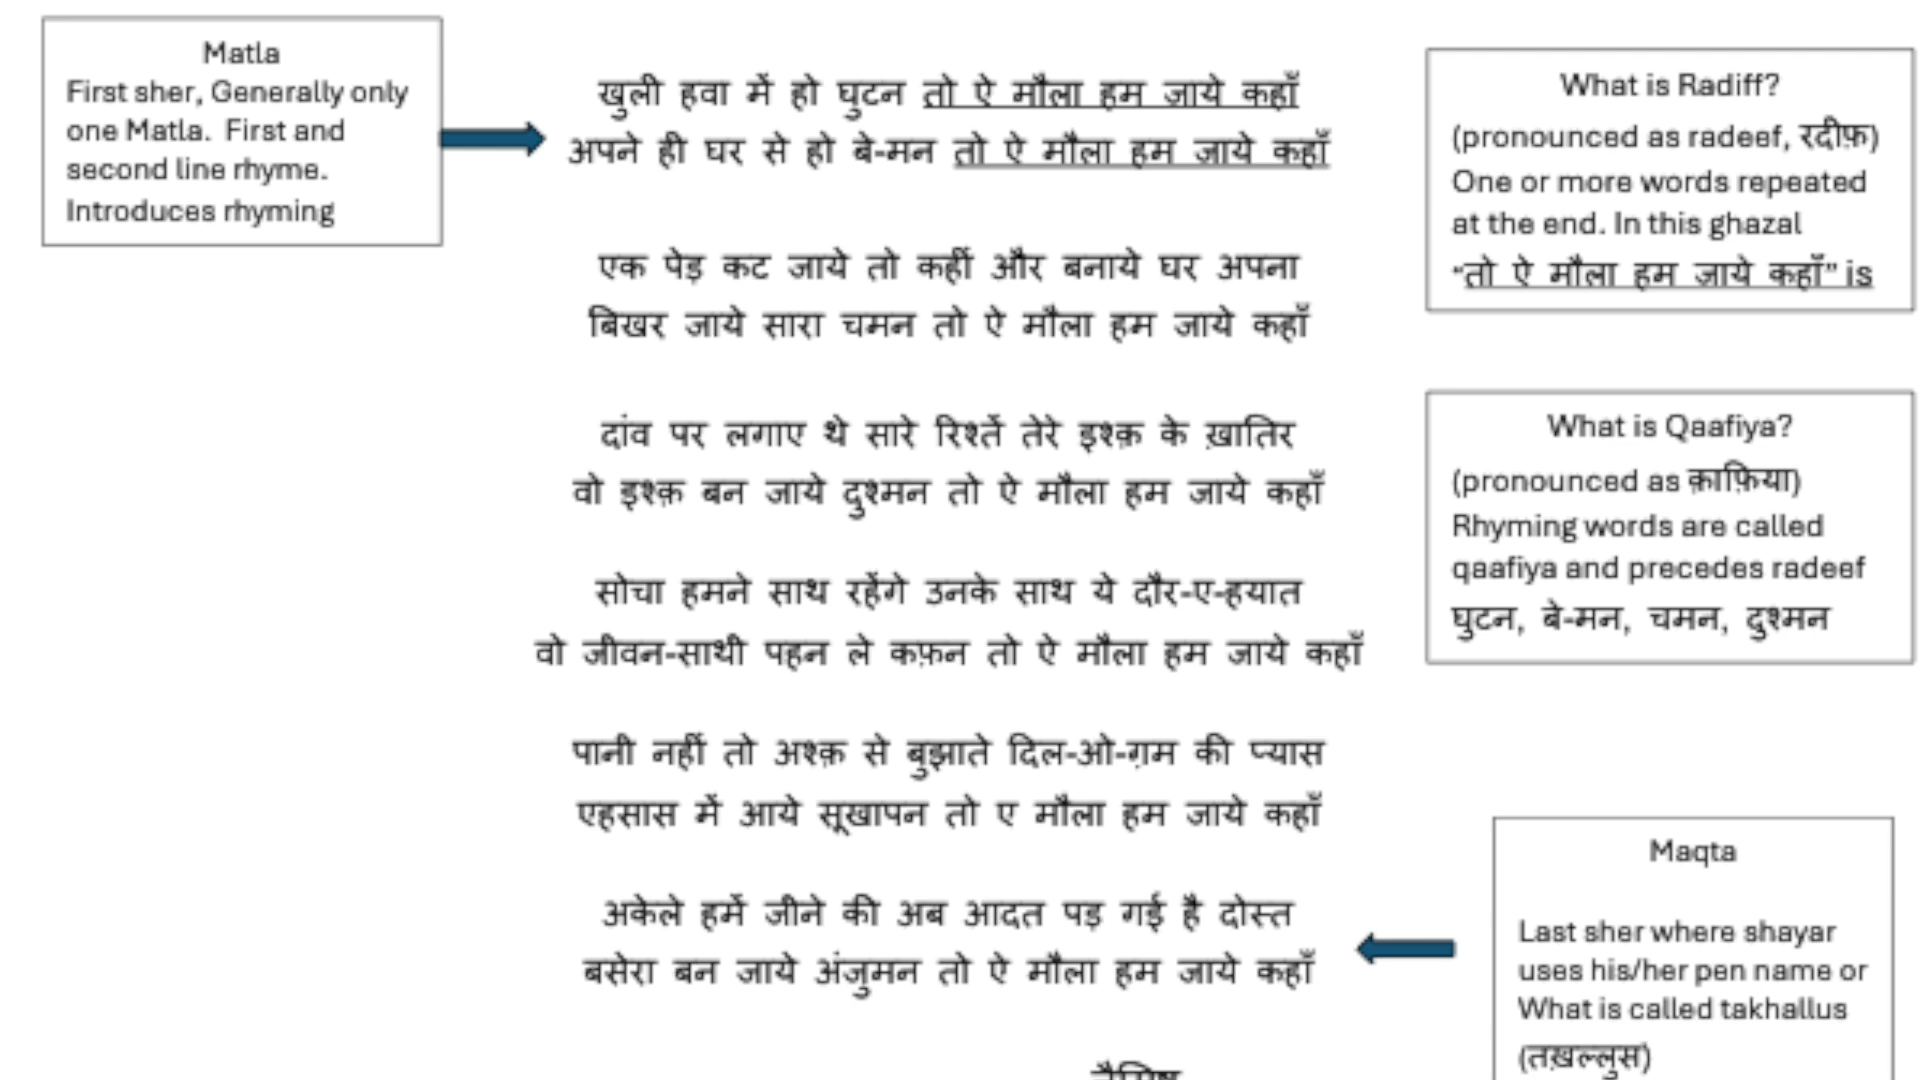 Matla
First sher, Generally only
one Matla. First and
second line rhyme.
Introduces rhyming
खुली हवा में हो घुटन तो ऐ मौला हम जाये कहाँ
अपने ही घर से हो बे-मन तो ऐ मौला हम जाये कहाँ
एक पेड़ कट जाये तो कहीं और बनाये घर अपना
बिखर जाये सारा चमन तो ऐ मौला हम जाये कहाँ
दांव पर लगाए थे सारे रिश्तें तेरे इश्क़ के ख़ातिर
वो इश्क़ बन जाये दुश्मन तो ऐ मौला हम जाये कहाँ
सोचा हमने साथ रहेंगे उनके साथ ये दौर-ए-हयात
वो जीवन-साथी पहन ले कफ़न तो ऐ मौला हम जाये कहाँ
पानी नहीं तो अश्क़ से बुझाते दिल-ओ-ग़म की प्यास
एहसास में आये सूखापन तो ए मौला हम जाये कहाँ
अकेले हमें जीने की अब आदत पड़ गई है दोस्त
बसेरा बन जाये अंजुमन तो ऐ मौला हम जाये कहाँ
What is Radiff?
(pronounced as radeef, रदीफ़)
One or more words repeated
at the end. In this ghazal
"तो ऐ मौला हम जाये कहाँ" is
What is Qaafiya?
(pronounced as क़ाफ़िया)
Rhyming words are called
qaafiya and precedes radeef
घुटन, बे-मन, चमन, दुश्मन
Maqta
Last sher where shayar
uses his/her pen name or
What is called takhallus
(तख़ल्लुस)